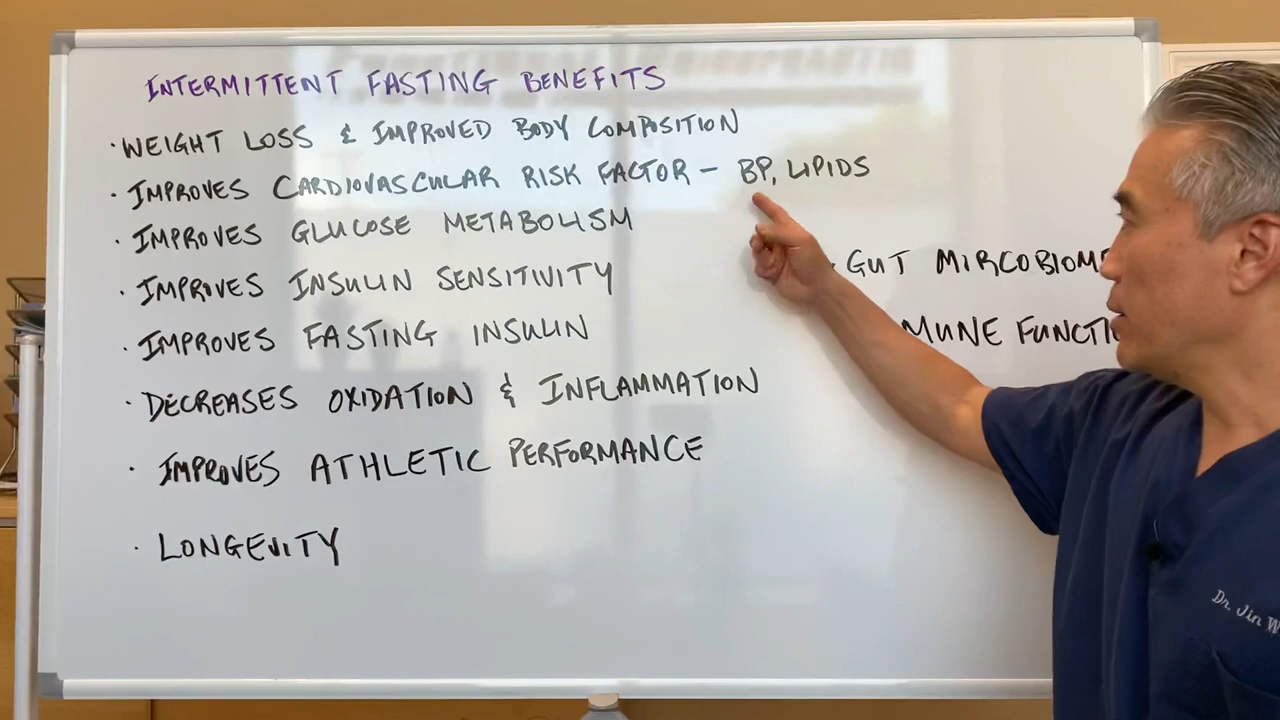 INTERMITTENT FASTING BENEFITS
· WEIGHT LOSS & IMPROVED BODY COMPOSITION
· IMPROVES CARDIOVASCULAR RISK FACTOR – BP, LIPIDS
· IMPROVES GLUCOSE METABOLISM
· IMPROVES INSULIN SENSITIVITY
· IMPROVES FASTING INSULIN
· DECREASES OXIDATION & INFLAMMATION
· IMPROVES ATHLETIC PERFORMANCE
· LONGEVITY
· GUT MIRCOBIOM
MUNE FUNCTI
Dr. Jin W